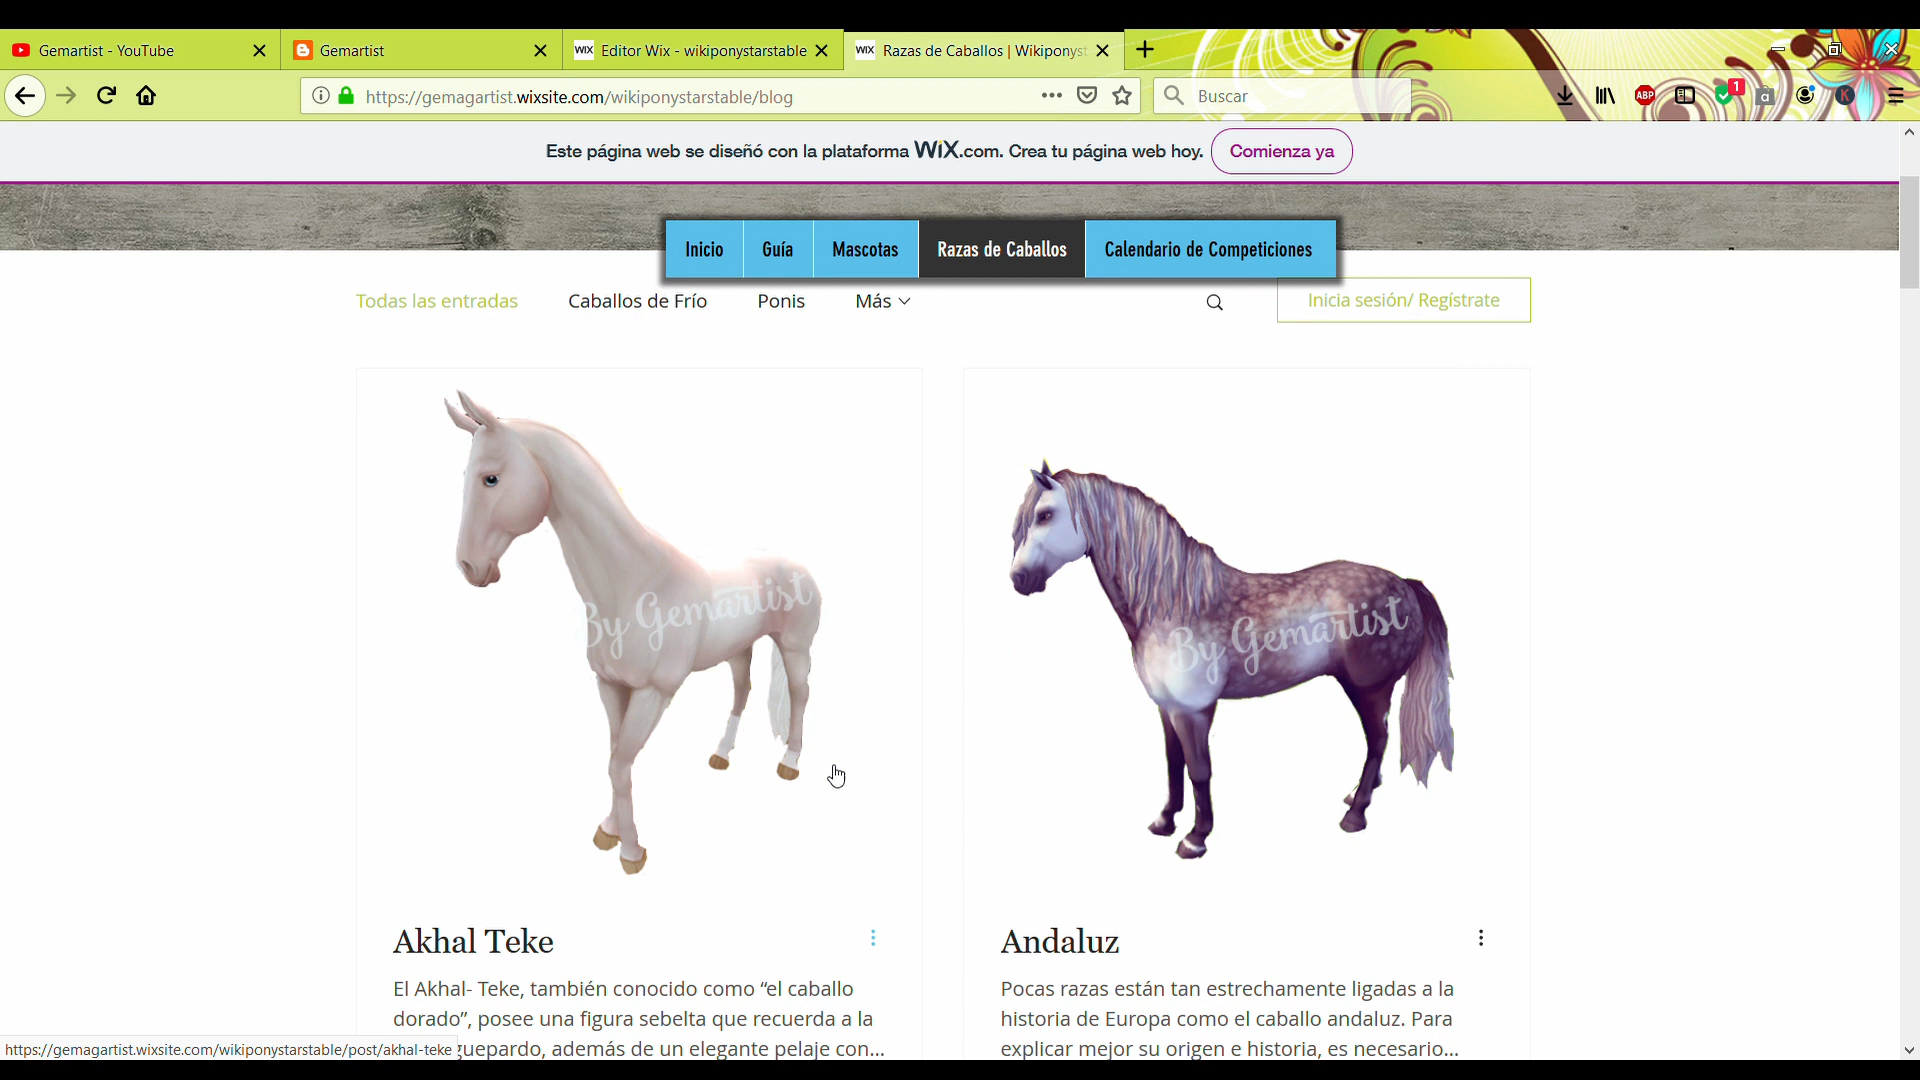 Gemartist - YouTube
Gemartist
Editor Wix - wikiponystarstable
Razas de Caballos | Wikiponyst
https://gemagartist.wixsite.com/wikiponystarstable/blog
Buscar
ABP
1
a
K
Este página web se diseñó con la plataforma WiX.com. Crea tu página web hoy.
Comienza ya
Inicio
Guía
Mascotas
Razas de Caballos
Calendario de Competiciones
Todas las entradas
Caballos de Frío
Ponis
Más
Inicia sesión/ Regístrate
By Gemartist
By Gemartist
Akhal Teke
El Akhal- Teke, también conocido como “el caballo
dorado”, posee una figura sebelta que recuerda a la
guepardo, además de un elegante pelaje con...
Andaluz
Pocas razas están tan estrechamente ligadas a la
historia de Europa como el caballo andaluz. Para
explicar mejor su origen e historia, es necesario...
https://gemagartist.wixsite.com/wikiponystarstable/post/akhal-teke